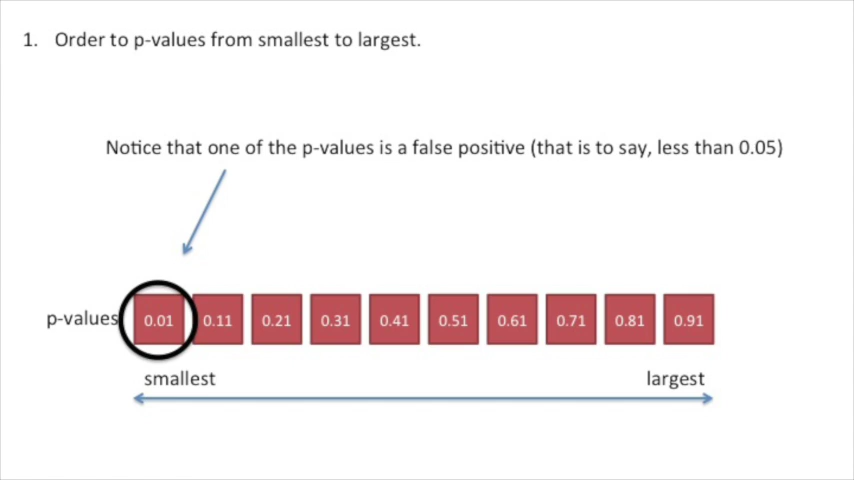 1. Order to p-values from smallest to largest.
Notice that one of the p-values is a false positive (that is to say, less than 0.05)
p-values 0.01 0.11 0.21 0.31 0.41 0.51 0.61 0.71 0.81 0.91
smallest largest